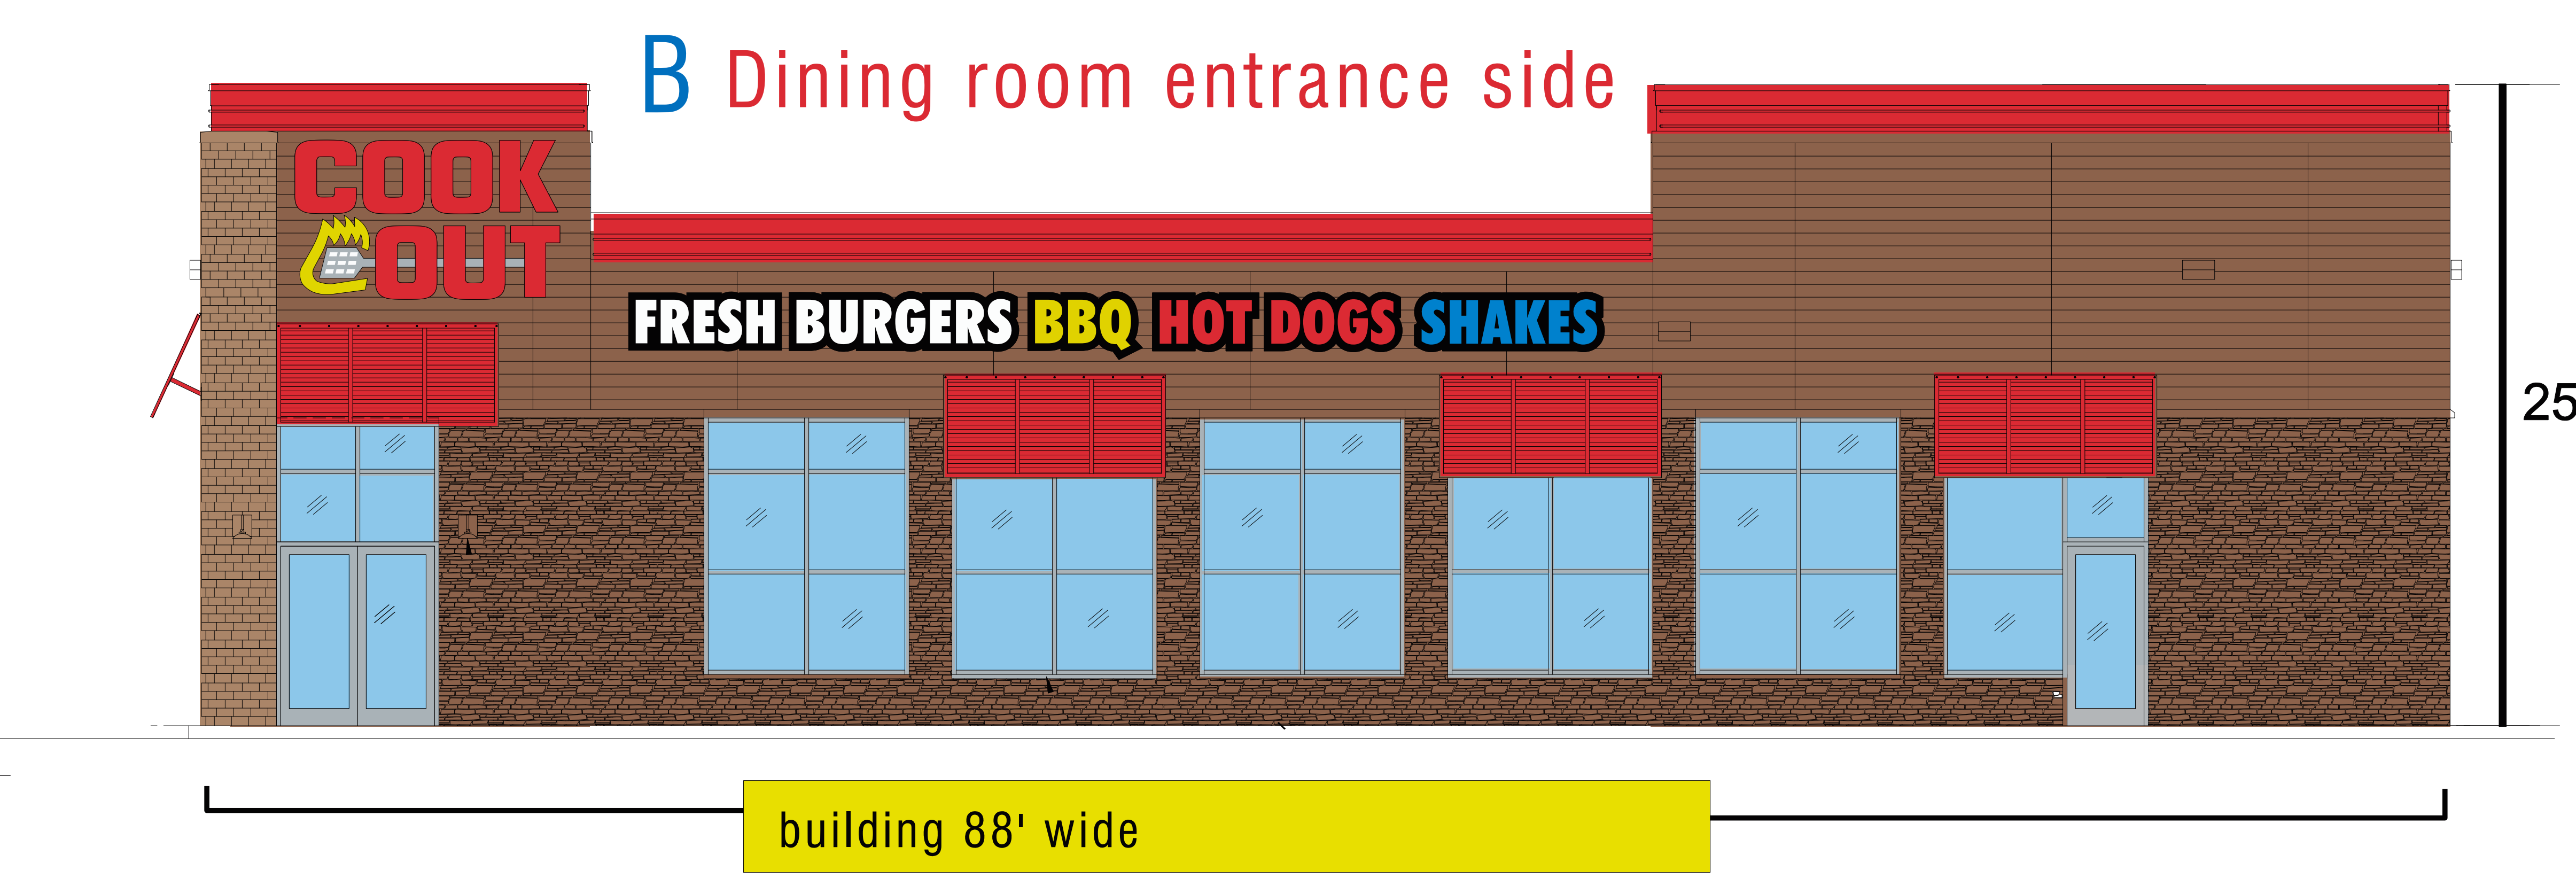 B Dining room entrance side
COOK
OUT
FRESH BURGERS BBQ HOT DOGS SHAKES
25
building 88' wide